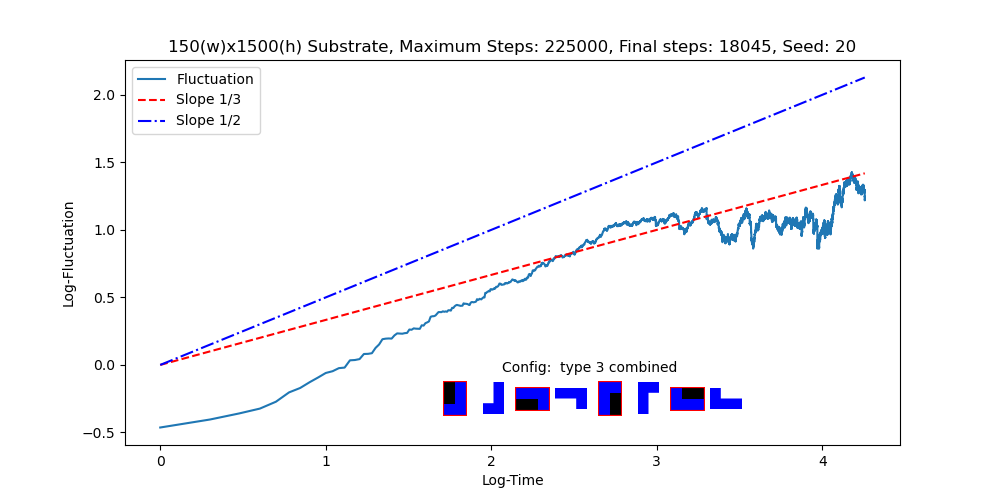 150(w)x1500(h) Substrate, Maximum Steps: 225000, Final steps: 18045, Seed: 20
Fluctuation
Slope 1/3
Slope 1/2
2.0
1.5
1.0
0.5
0.0
−0.5
Log-Fluctuation
Config:  type 3 combined
0
1
2
3
4
Log-Time